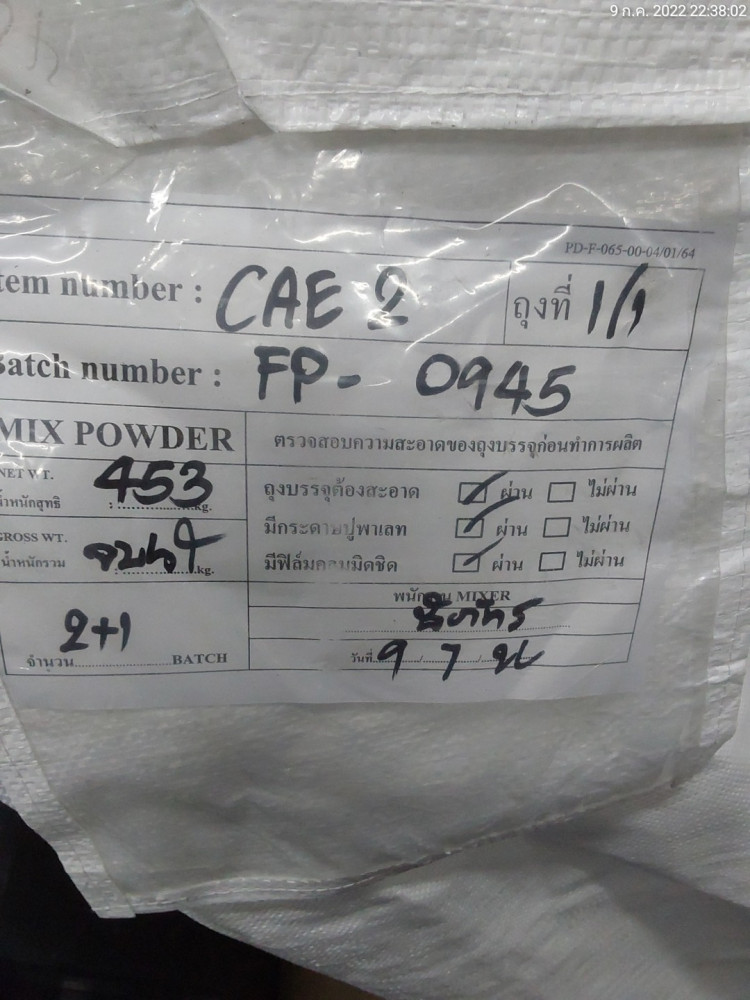 9 ก.ค. 2022 22:38:02
PD-F-065-00-04/01/64
tem number : CAE 2
ถุงที่ 1/1
Batch number : FP- 0945
MIX POWDER
ตรวจสอบความสะอาดของถุงบรรจุก่อนทำการผลิต
NET WT.
น้ำหนักสุทธิ : 453 kg.
ถุงบรรจุต้องสะอาด ผ่าน ไม่ผ่าน
มีกระดาษปูพาเลท ผ่าน ไม่ผ่าน
GROSS WT.
น้ำหนักรวม kg.
มีฟิล์มคลุมมิดชิด ผ่าน ไม่ผ่าน
พนักงาน MIXER
จำนวน 2+1 BATCH
วันที่ 9 / 7 /